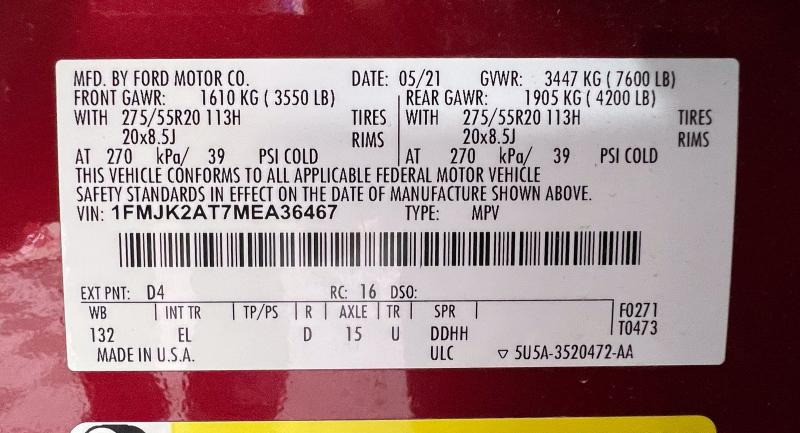 MFD. BY FORD MOTOR CO. DATE: 05/21 GVWR: 3447 KG ( 7600 LB)
FRONT GAWR: 1610 KG ( 3550 LB) REAR GAWR: 1905 KG ( 4200 LB)
WITH 275/55R20 113H TIRES WITH 275/55R20 113H TIRES
20x8.5J RIMS 20x8.5J RIMS
AT 270 kPa/ 39 PSI COLD AT 270 kPa/ 39 PSI COLD
THIS VEHICLE CONFORMS TO ALL APPLICABLE FEDERAL MOTOR VEHICLE
SAFETY STANDARDS IN EFFECT ON THE DATE OF MANUFACTURE SHOWN ABOVE.
VIN: 1FMJK2AT7MEA36467 TYPE: MPV
EXT PNT: D4 RC: 16 DSO:
WB INT TR TP/PS R AXLE TR SPR F0271
132 EL D 15 U DDHH T0473
MADE IN U.S.A. ULC ▽ 5U5A-3520472-AA